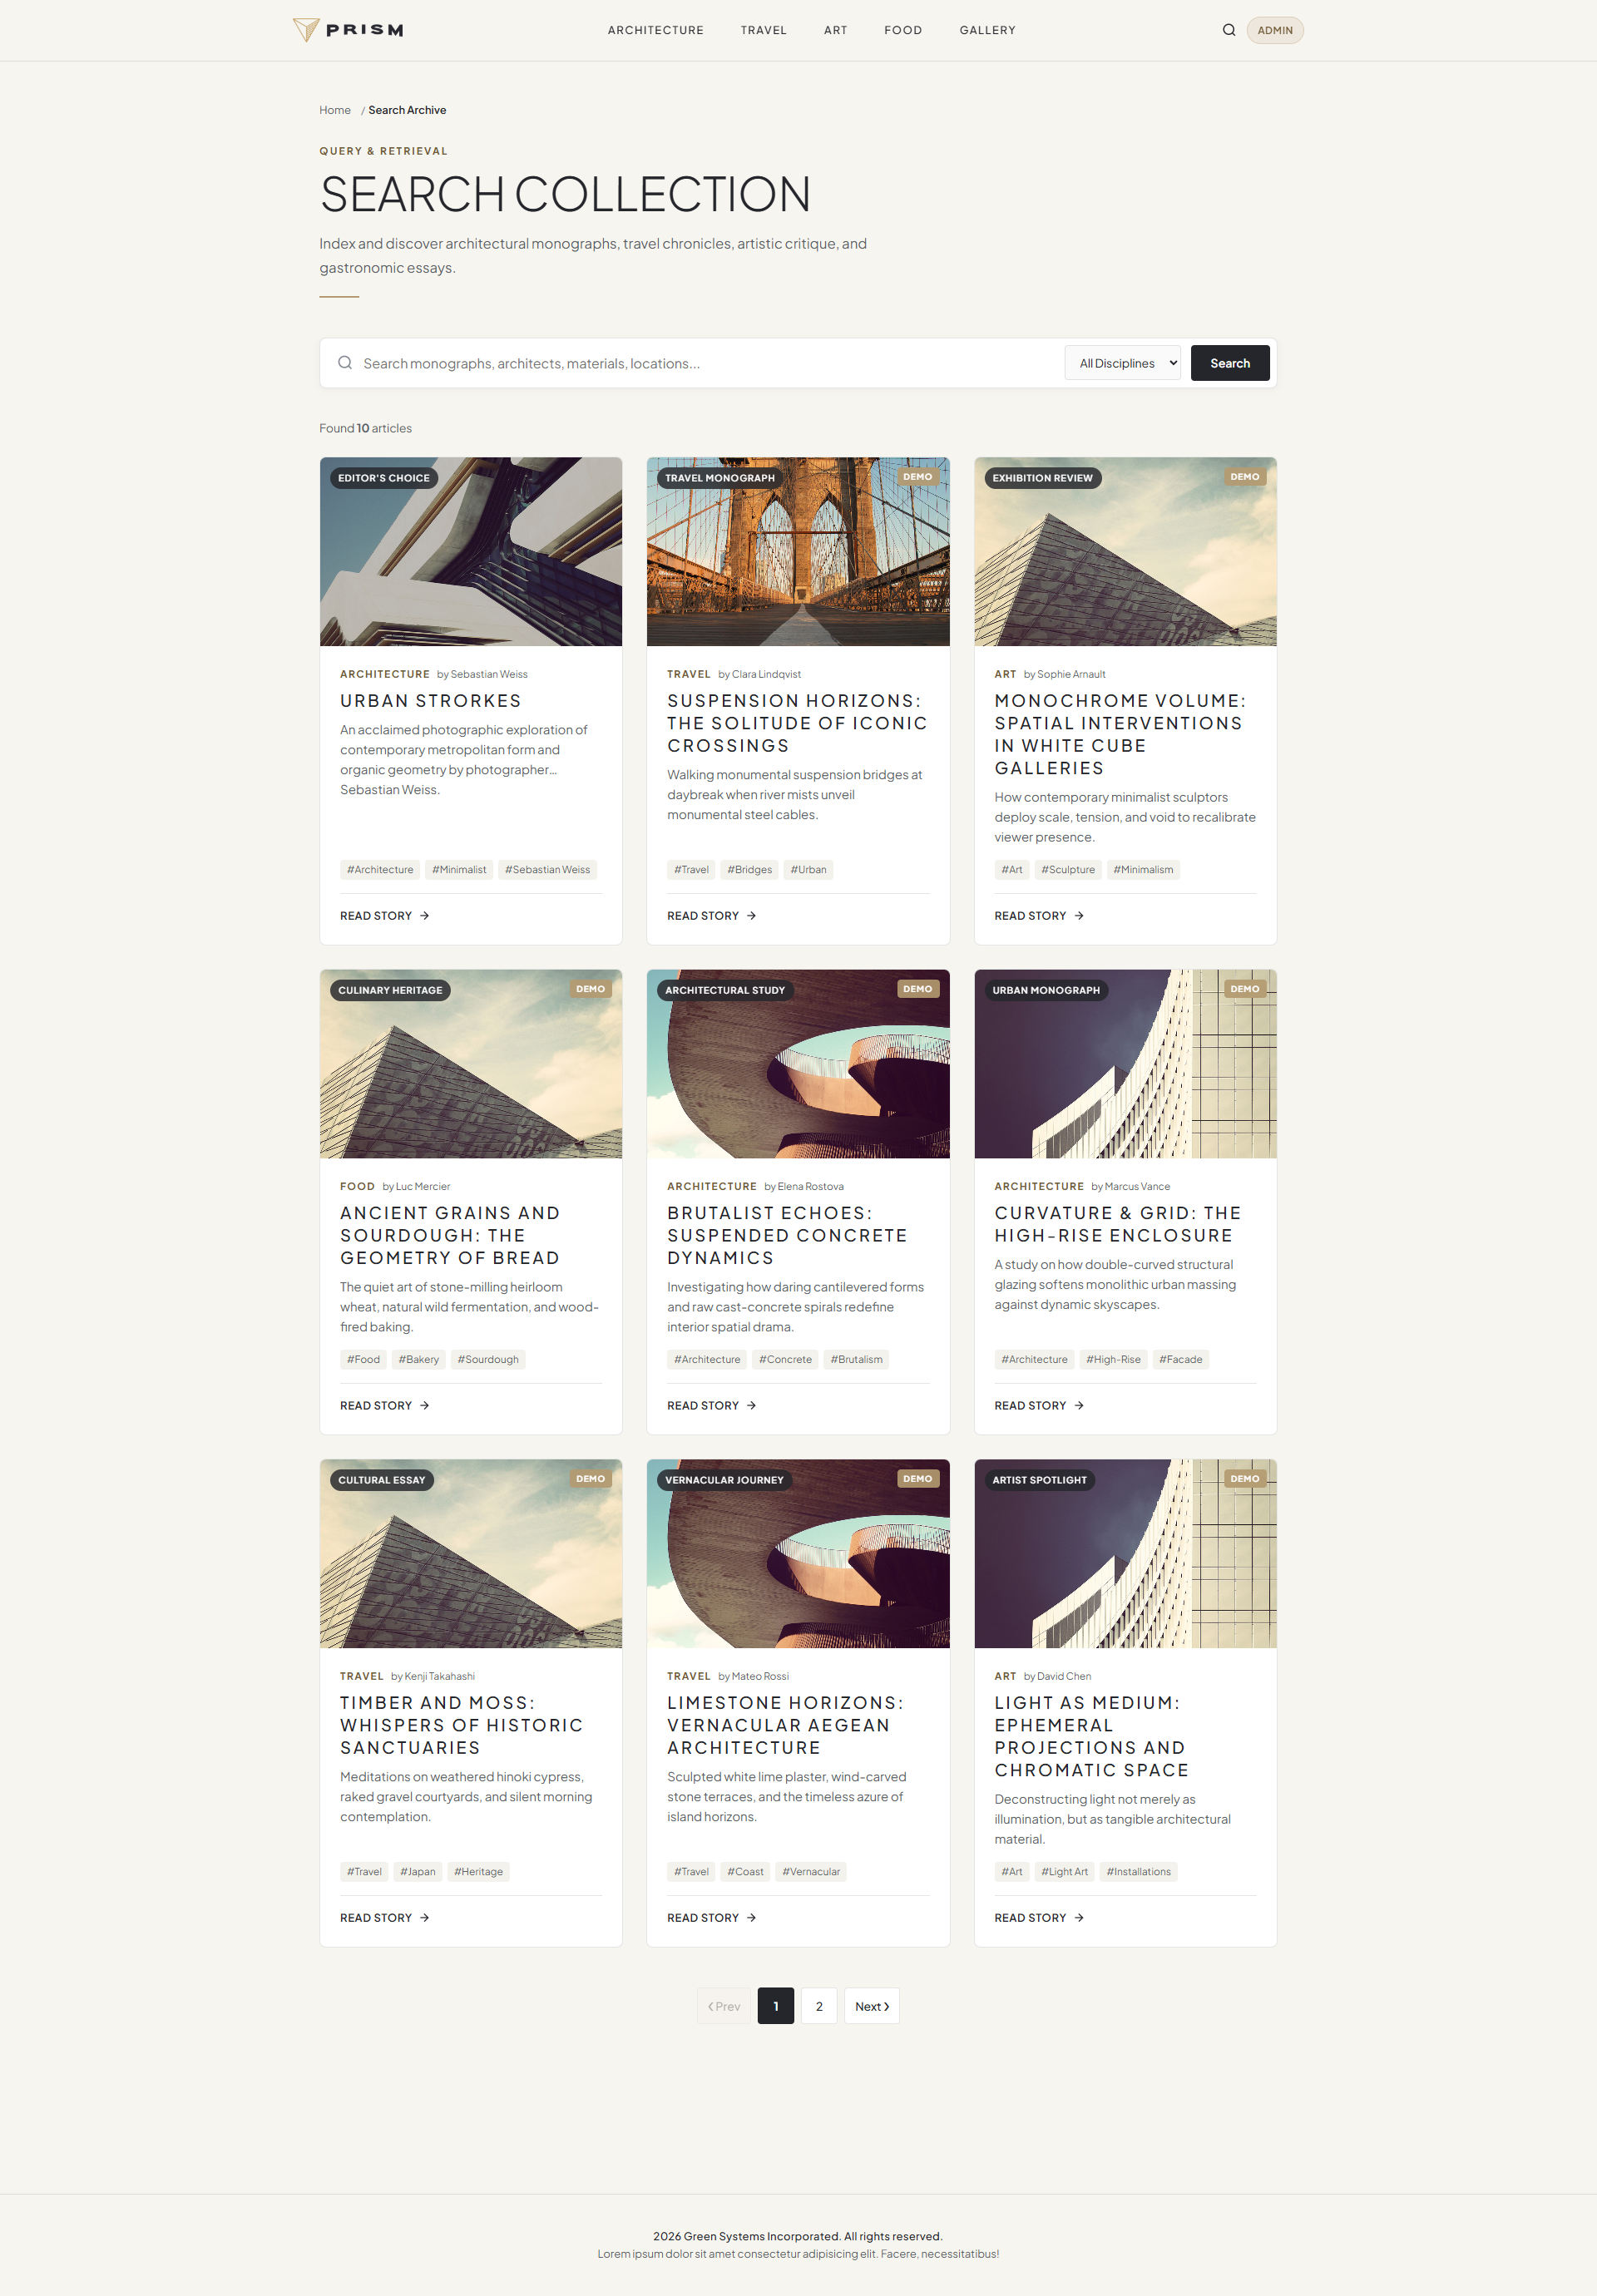 PRISM
ARCHITECTURE TRAVEL ART FOOD GALLERY
ADMIN
Home / Search Archive
QUERY & RETRIEVAL
SEARCH COLLECTION
Index and discover architectural monographs, travel chronicles, artistic critique, and
gastronomic essays.
Search monographs, architects, materials, locations...
All Disciplines
Search
Found 10 articles
EDITOR'S CHOICE
ARCHITECTURE by Sebastian Weiss
URBAN STRORKES
An acclaimed photographic exploration of
contemporary metropolitan form and
organic geometry by photographer...
Sebastian Weiss.
#Architecture #Minimalist #Sebastian Weiss
READ STORY →
TRAVEL MONOGRAPH
DEMO
TRAVEL by Clara Lindqvist
SUSPENSION HORIZONS:
THE SOLITUDE OF ICONIC
CROSSINGS
Walking monumental suspension bridges at
daybreak when river mists unveil
monumental steel cables.
#Travel #Bridges #Urban
READ STORY →
EXHIBITION REVIEW
DEMO
ART by Sophie Arnault
MONOCHROME VOLUME:
SPATIAL INTERVENTIONS
IN WHITE CUBE
GALLERIES
How contemporary minimalist sculptors
deploy scale, tension, and void to recalibrate
viewer presence.
#Art #Sculpture #Minimalism
READ STORY →
CULINARY HERITAGE
DEMO
FOOD by Luc Mercier
ANCIENT GRAINS AND
SOURDOUGH: THE
GEOMETRY OF BREAD
The quiet art of stone-milling heirloom
wheat, natural wild fermentation, and wood-
fired baking.
#Food #Bakery #Sourdough
READ STORY →
ARCHITECTURAL STUDY
DEMO
ARCHITECTURE by Elena Rostova
BRUTALIST ECHOES:
SUSPENDED CONCRETE
DYNAMICS
Investigating how daring cantilevered forms
and raw cast-concrete spirals redefine
interior spatial drama.
#Architecture #Concrete #Brutalism
READ STORY →
URBAN MONOGRAPH
DEMO
ARCHITECTURE by Marcus Vance
CURVATURE & GRID: THE
HIGH-RISE ENCLOSURE
A study on how double-curved structural
glazing softens monolithic urban massing
against dynamic skyscapes.
#Architecture #High-Rise #Facade
READ STORY →
CULTURAL ESSAY
DEMO
TRAVEL by Kenji Takahashi
TIMBER AND MOSS:
WHISPERS OF HISTORIC
SANCTUARIES
Meditations on weathered hinoki cypress,
raked gravel courtyards, and silent morning
contemplation.
#Travel #Japan #Heritage
READ STORY →
VERNACULAR JOURNEY
DEMO
TRAVEL by Mateo Rossi
LIMESTONE HORIZONS:
VERNACULAR AEGEAN
ARCHITECTURE
Sculpted white lime plaster, wind-carved
stone terraces, and the timeless azure of
island horizons.
#Travel #Coast #Vernacular
READ STORY →
ARTIST SPOTLIGHT
DEMO
ART by David Chen
LIGHT AS MEDIUM:
EPHEMERAL
PROJECTIONS AND
CHROMATIC SPACE
Deconstructing light not merely as
illumination, but as tangible architectural
material.
#Art #Light Art #Installations
READ STORY →
‹ Prev 1 2 Next ›
2026 Green Systems Incorporated. All rights reserved.
Lorem ipsum dolor sit amet consectetur adipisicing elit. Facere, necessitatibus!